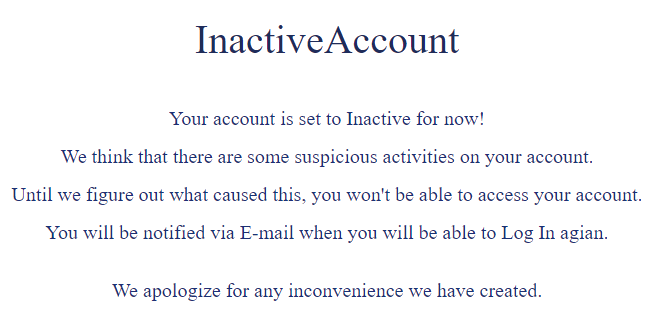 InactiveAccount
Your account is set to Inactive for now!
We think that there are some suspicious activities on your account.
Until we figure out what caused this, you won't be able to access your account.
You will be notified via E-mail when you will be able to Log In agian.
We apologize for any inconvenience we have created.